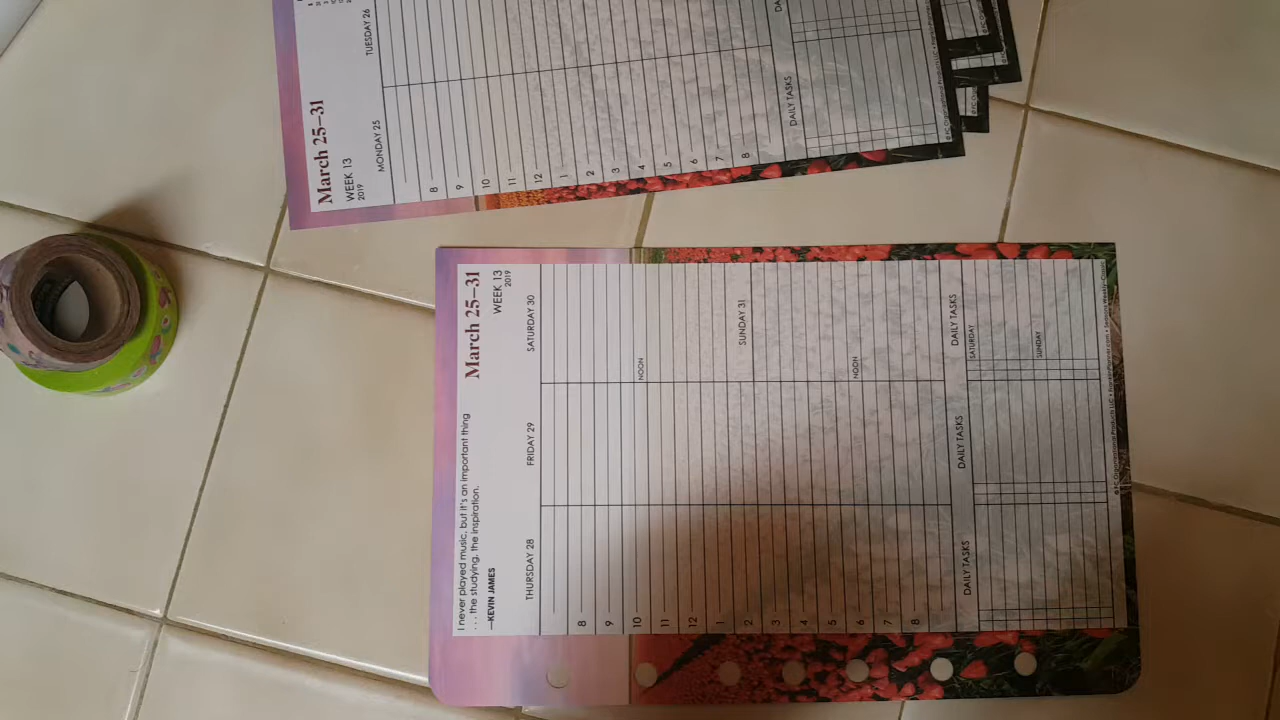 March 25–31
WEEK 13
2019
MONDAY 25
TUESDAY 26
8
9
10
11
12
1
2
3
4
5
6
7
8
DAILY TASKS
DA
I never played music, but it's an important thing
. . . the studying, the inspiration.
—KEVIN JAMES
March 25–31
WEEK 13
2019
THURSDAY 28
FRIDAY 29
SATURDAY 30
8
9
10
11
12
1
2
3
4
5
6
7
8
NOON
SUNDAY 31
NOON
DAILY TASKS
DAILY TASKS
DAILY TASKS
SATURDAY
SUNDAY